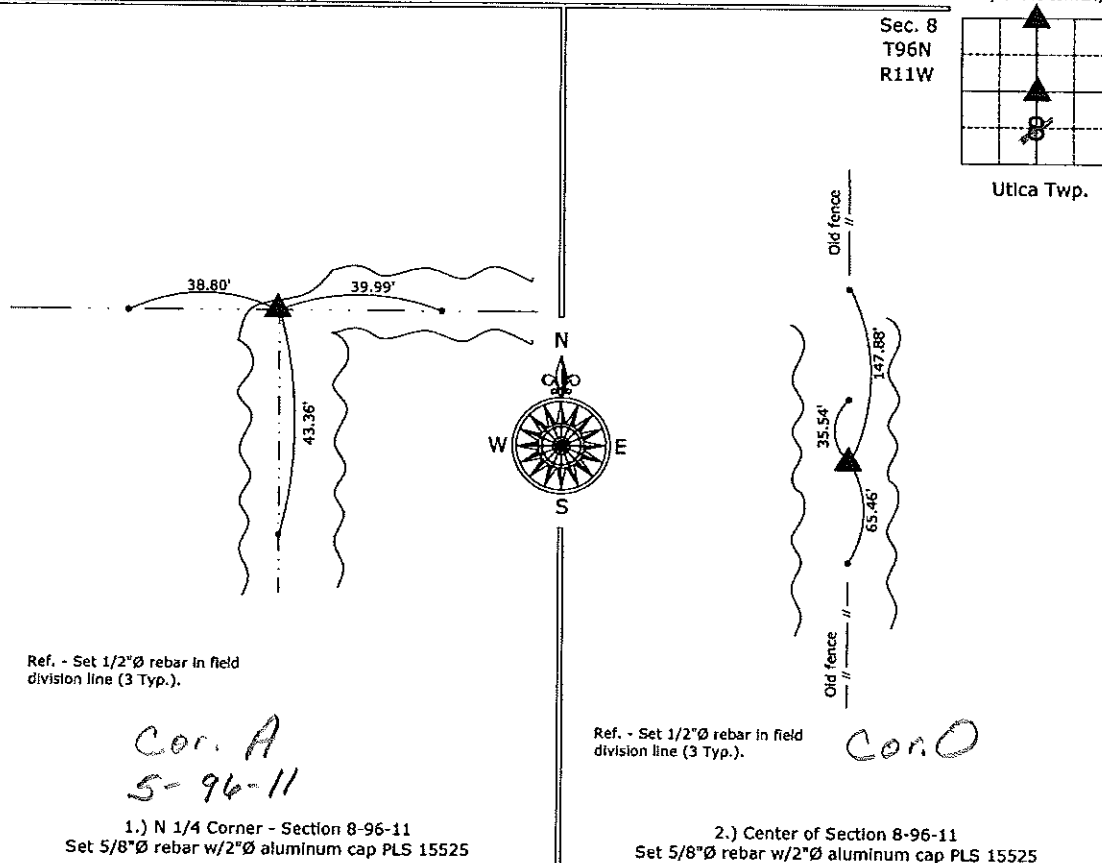 Sec. 8
T96N
R11W
Utica Twp.
38.80'
39.99'
43.36'
N
W
E
S
Old fence
147.88'
35.54'
65.46'
Old fence
Ref. - Set 1/2"Ø rebar in field
division line (3 Typ.).
Cor. A
5-96-11
1.) N 1/4 Corner - Section 8-96-11
Set 5/8"Ø rebar w/2"Ø aluminum cap PLS 15525
Ref. - Set 1/2"Ø rebar in field
division line (3 Typ.).
Cor. O
2.) Center of Section 8-96-11
Set 5/8"Ø rebar w/2"Ø aluminum cap PLS 15525